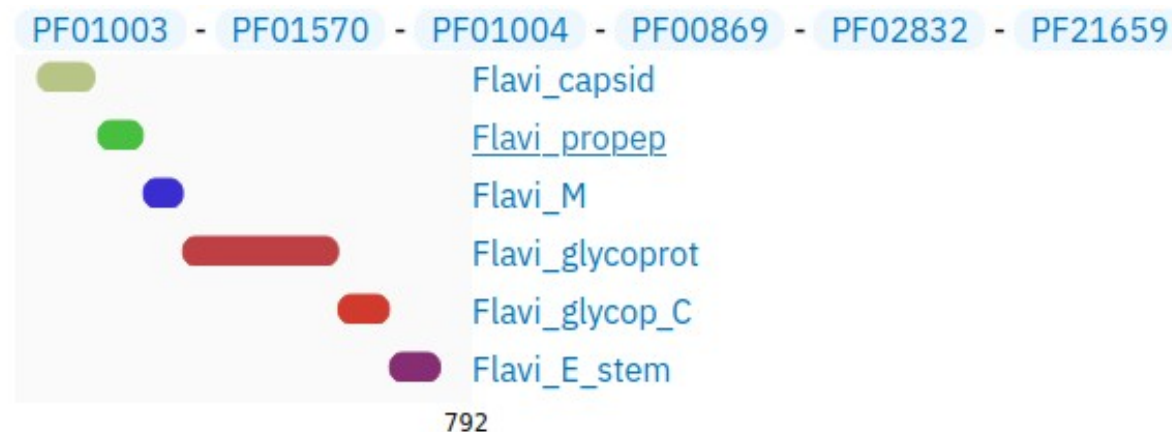 PF01003 - PF01570 - PF01004 - PF00869 - PF02832 - PF21659
Flavi_capsid
Flavi_propep
Flavi_M
Flavi_glycoprot
Flavi_glycop_C
Flavi_E_stem
792